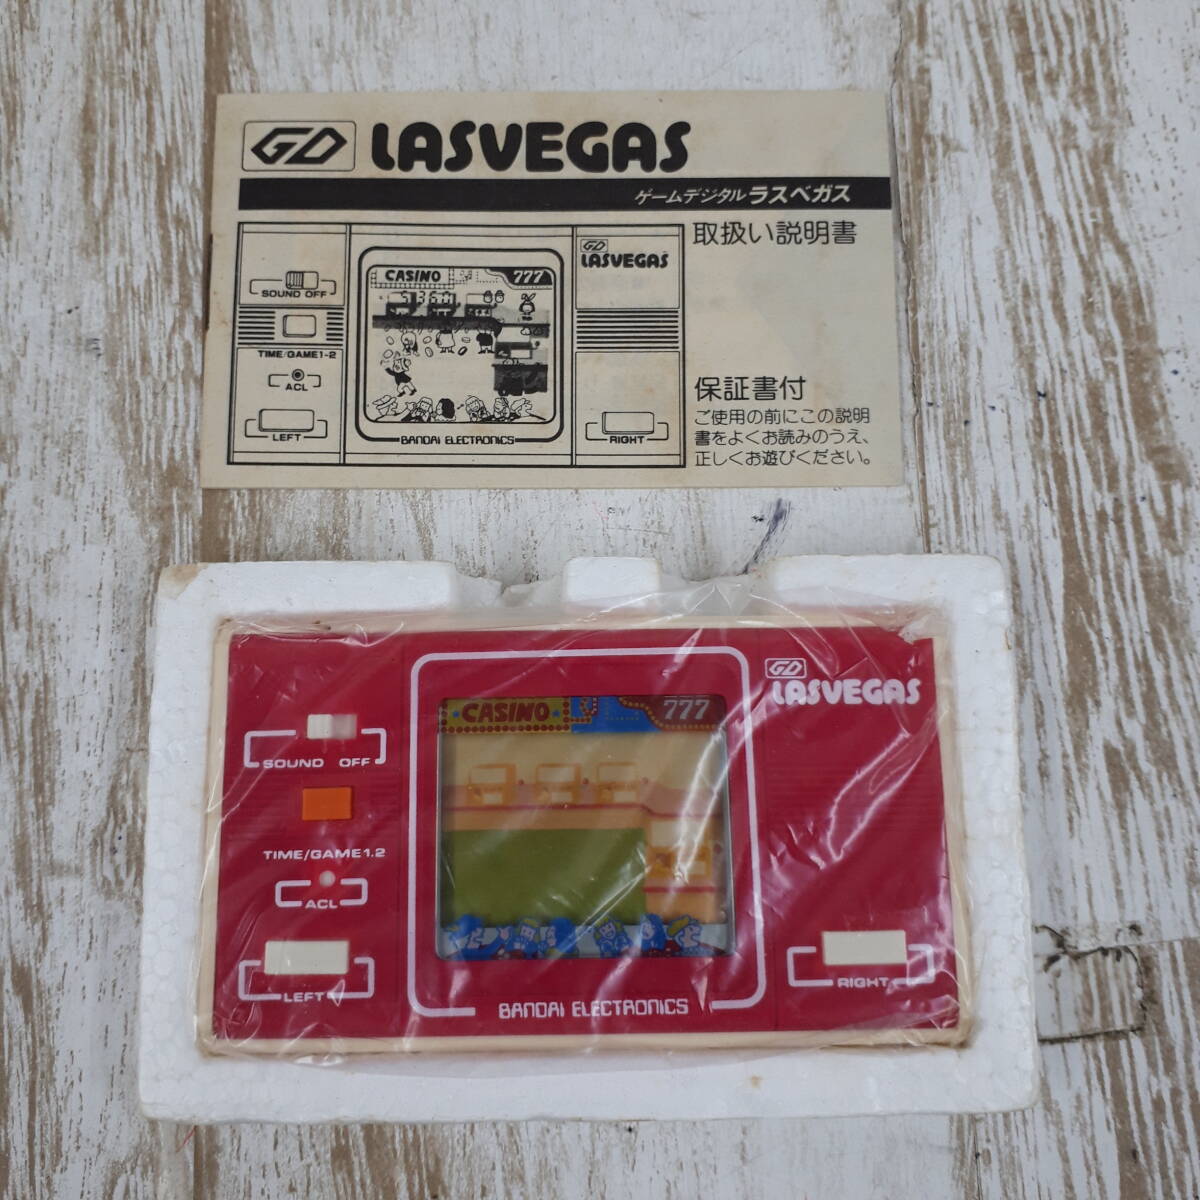 GD LASVEGAS
ゲームデジタル ラスベガス
取扱い説明書
SOUND OFF
TIME/GAME1-2
ACL
LEFT
CASINO 777
51360
BANDAI ELECTRONICS
GD
LASVEGAS
RIGHT
保証書付
ご使用の前にこの説明
書をよくお読みのうえ、
正しくお遊びください。
SOUND OFF
TIME/GAME1.2
ACL
LEFT
CASINO 777
BANDAI ELECTRONICS
GD
LASVEGAS
RIGHT